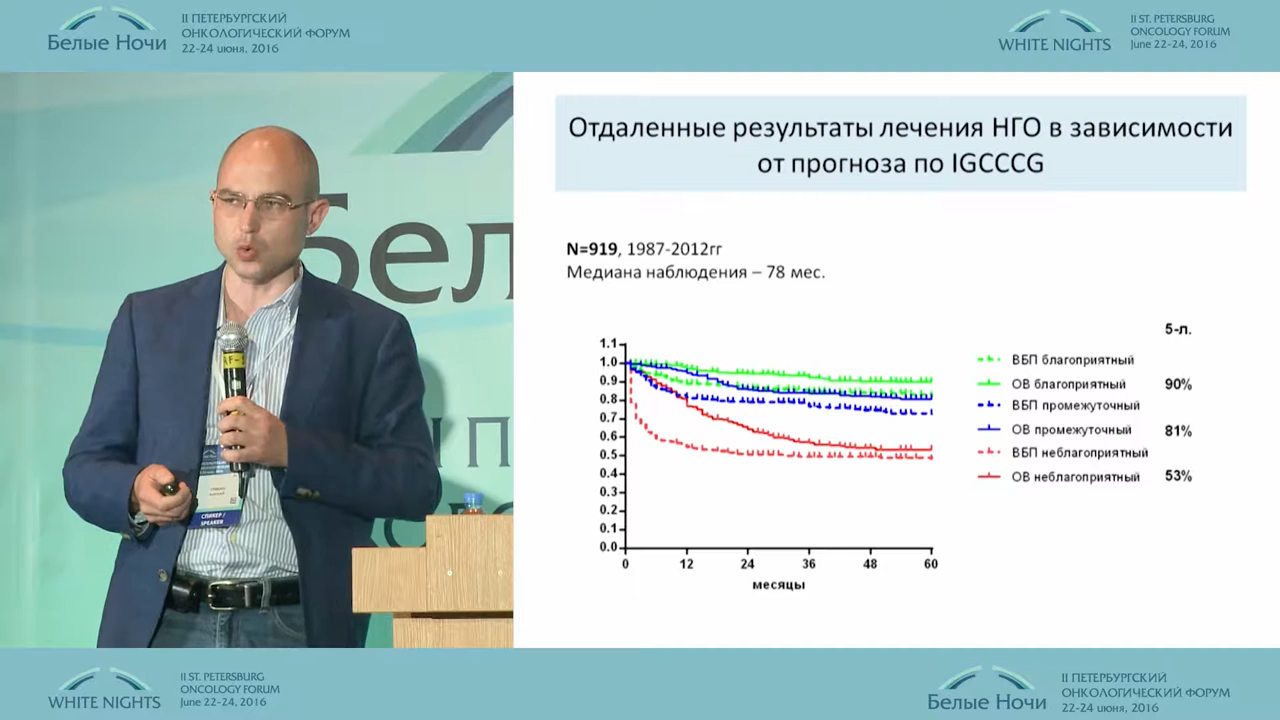 Белые Ночи
II ПЕТЕРБУРГСКИЙ
ОНКОЛОГИЧЕСКИЙ ФОРУМ
22-24 июня, 2016
WHITE NIGHTS
II ST. PETERSBURG
ONCOLOGY FORUM
June 22-24, 2016
Бел
СПИКЕР /
SPEAKER
Отдаленные результаты лечения НГО в зависимости
от прогноза по IGCCCG
N=919, 1987-2012гг
Медиана наблюдения – 78 мес.
1.1
1.0
0.9
0.8
0.7
0.6
0.5
0.4
0.3
0.2
0.1
0.0
0 12 24 36 48 60
месяцы
5-л.
ВБП благоприятный
ОВ благоприятный 90%
ВБП промежуточный
ОВ промежуточный 81%
ВБП неблагоприятный
ОВ неблагоприятный 53%
WHITE NIGHTS
II ST. PETERSBURG
ONCOLOGY FORUM
June 22-24, 2016
Белые Ночи
II ПЕТЕРБУРГСКИЙ
ОНКОЛОГИЧЕСКИЙ ФОРУМ
22-24 июня, 2016